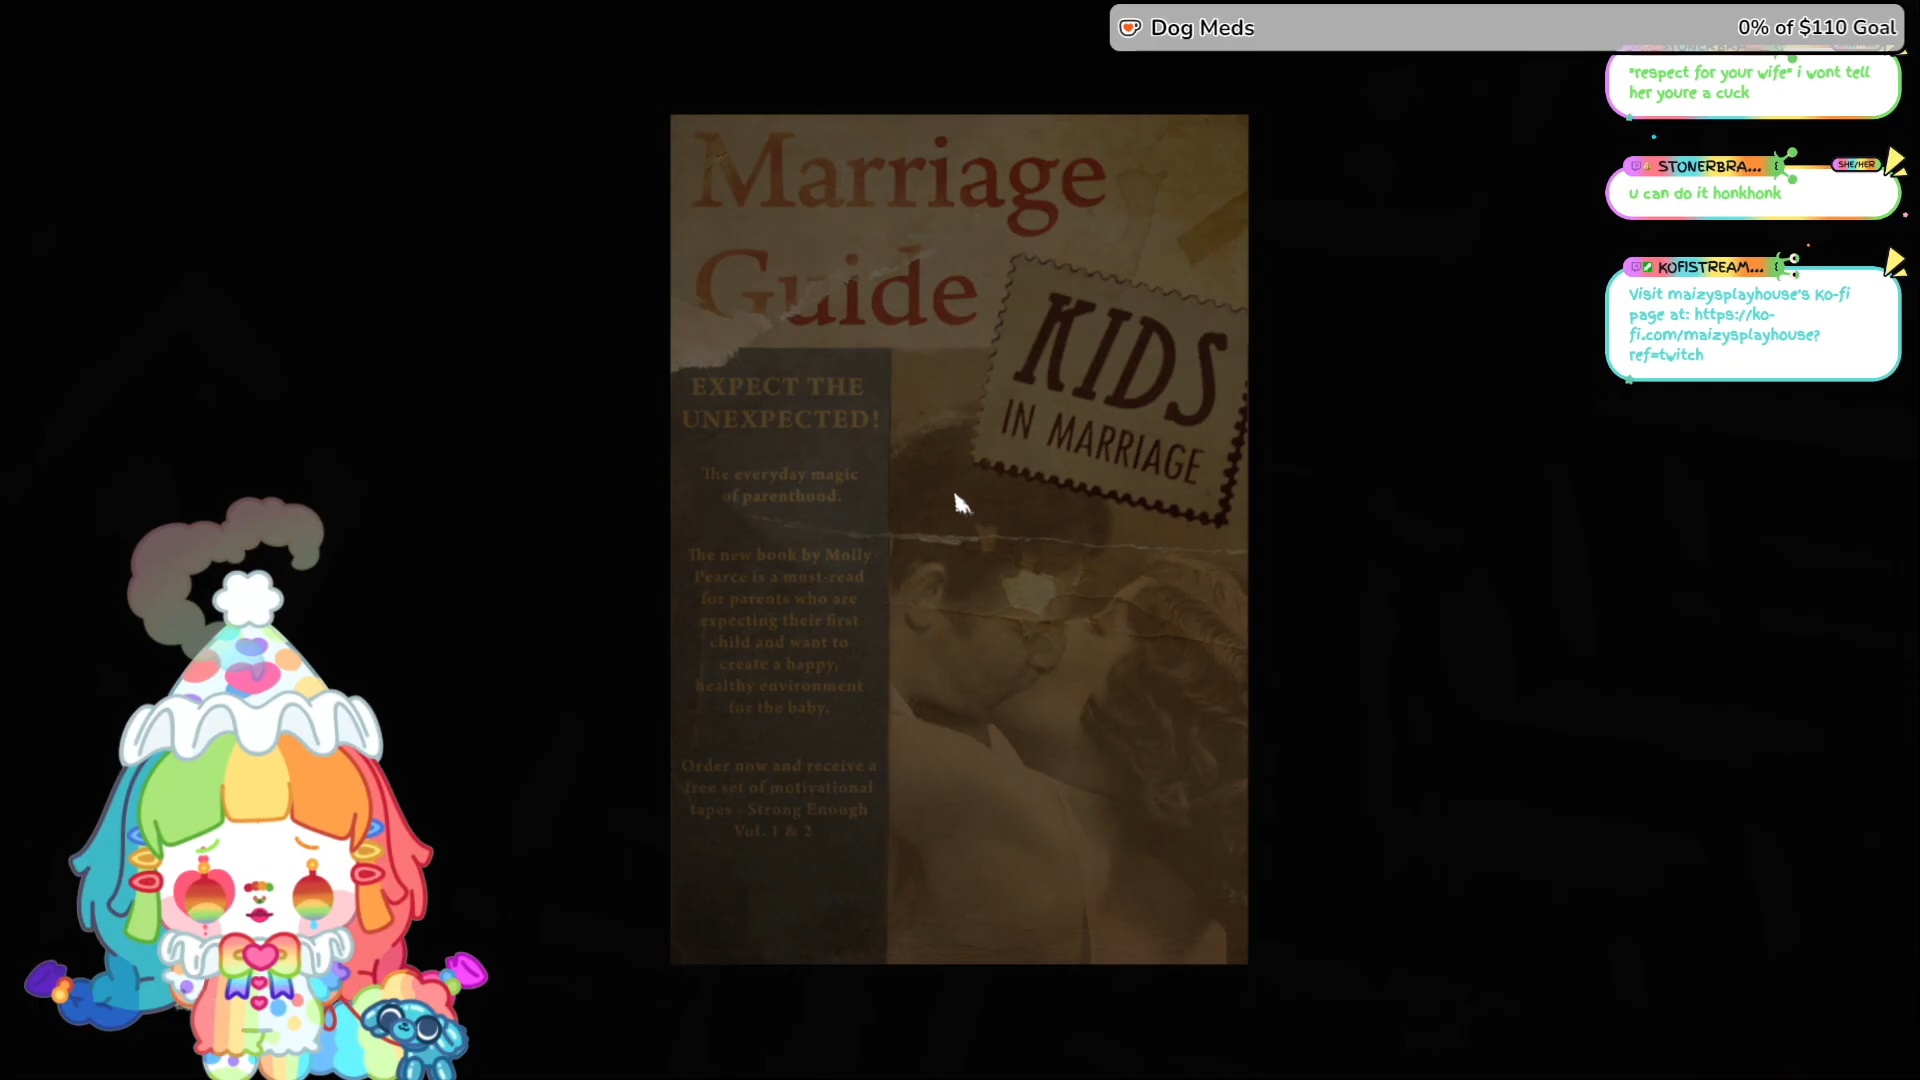 Dog Meds
0% of $110 Goal
"respect for your wife" i wont tell
her youre a cuck
STONERBRA...
SHE/HER
u can do it honkhonk
KOFISTREAM...
Visit maizysplayhouse's Ko-fi
page at: https://ko-
fi.com/maizysplayhouse?
ref=twitch
Marriage
Guide
KIDS
IN MARRIAGE
EXPECT THE
UNEXPECTED!
The everyday magic
of parenthood.
The new book by Molly
Pearce is a must-read
for parents who are
expecting their first
child and want to
create a happy,
healthy environment
for the baby.
Order now and receive a
free set of motivational
tapes - Strong Enough
Vol. 1 & 2